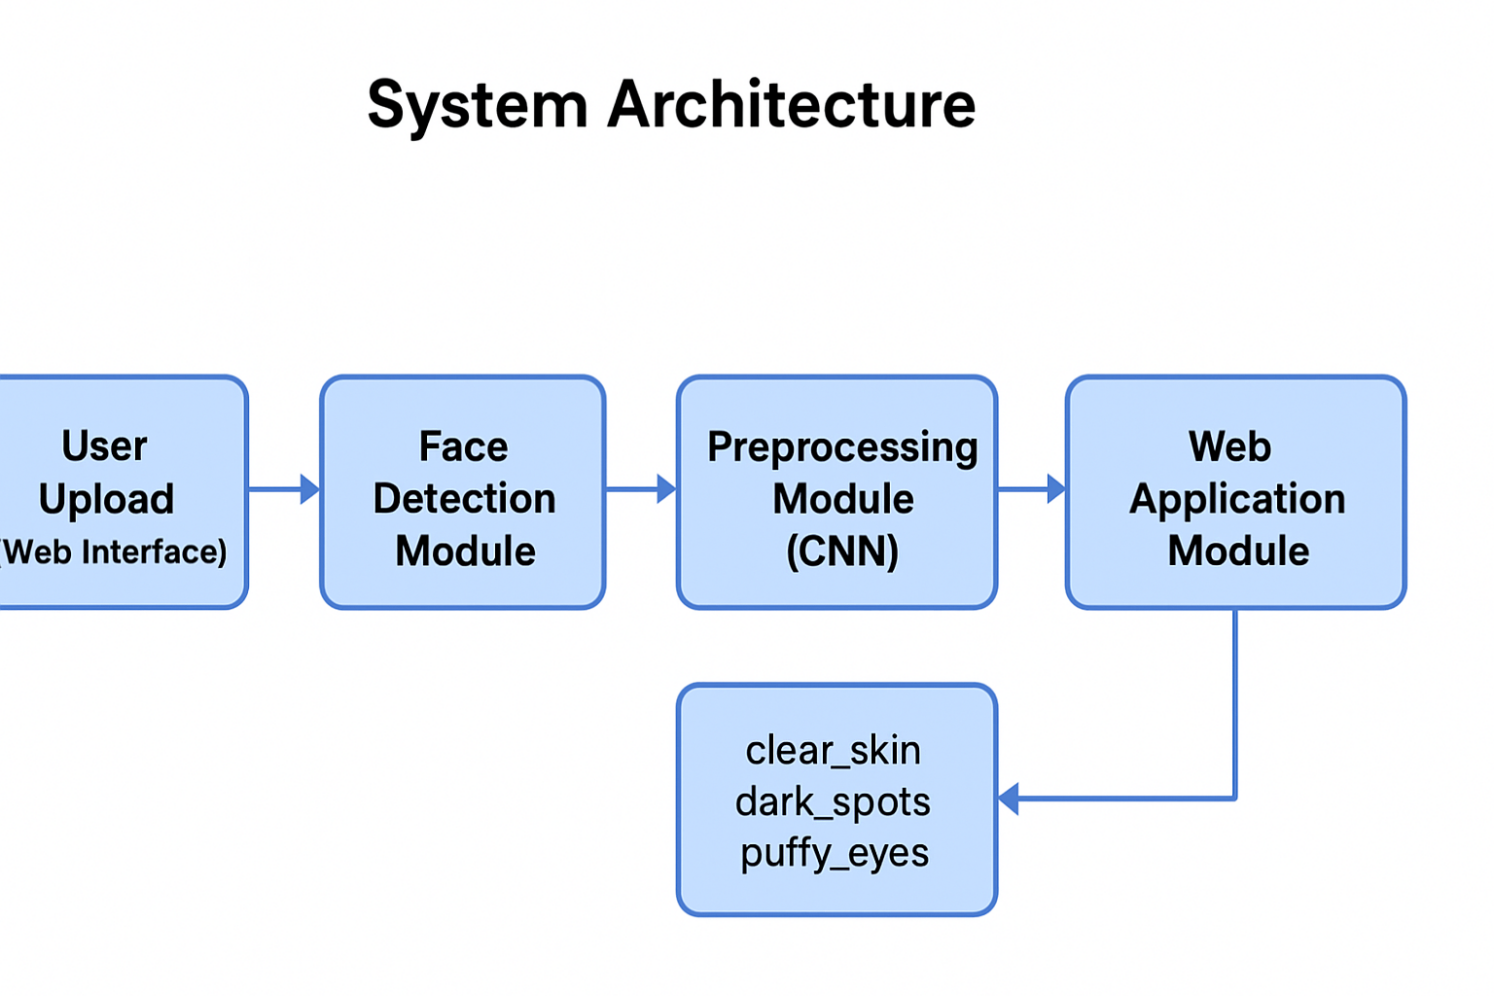 System Architecture
User
Upload
(Web Interface)
Face
Detection
Module
Preprocessing
Module
(CNN)
Web
Application
Module
clear_skin
dark_spots
puffy_eyes